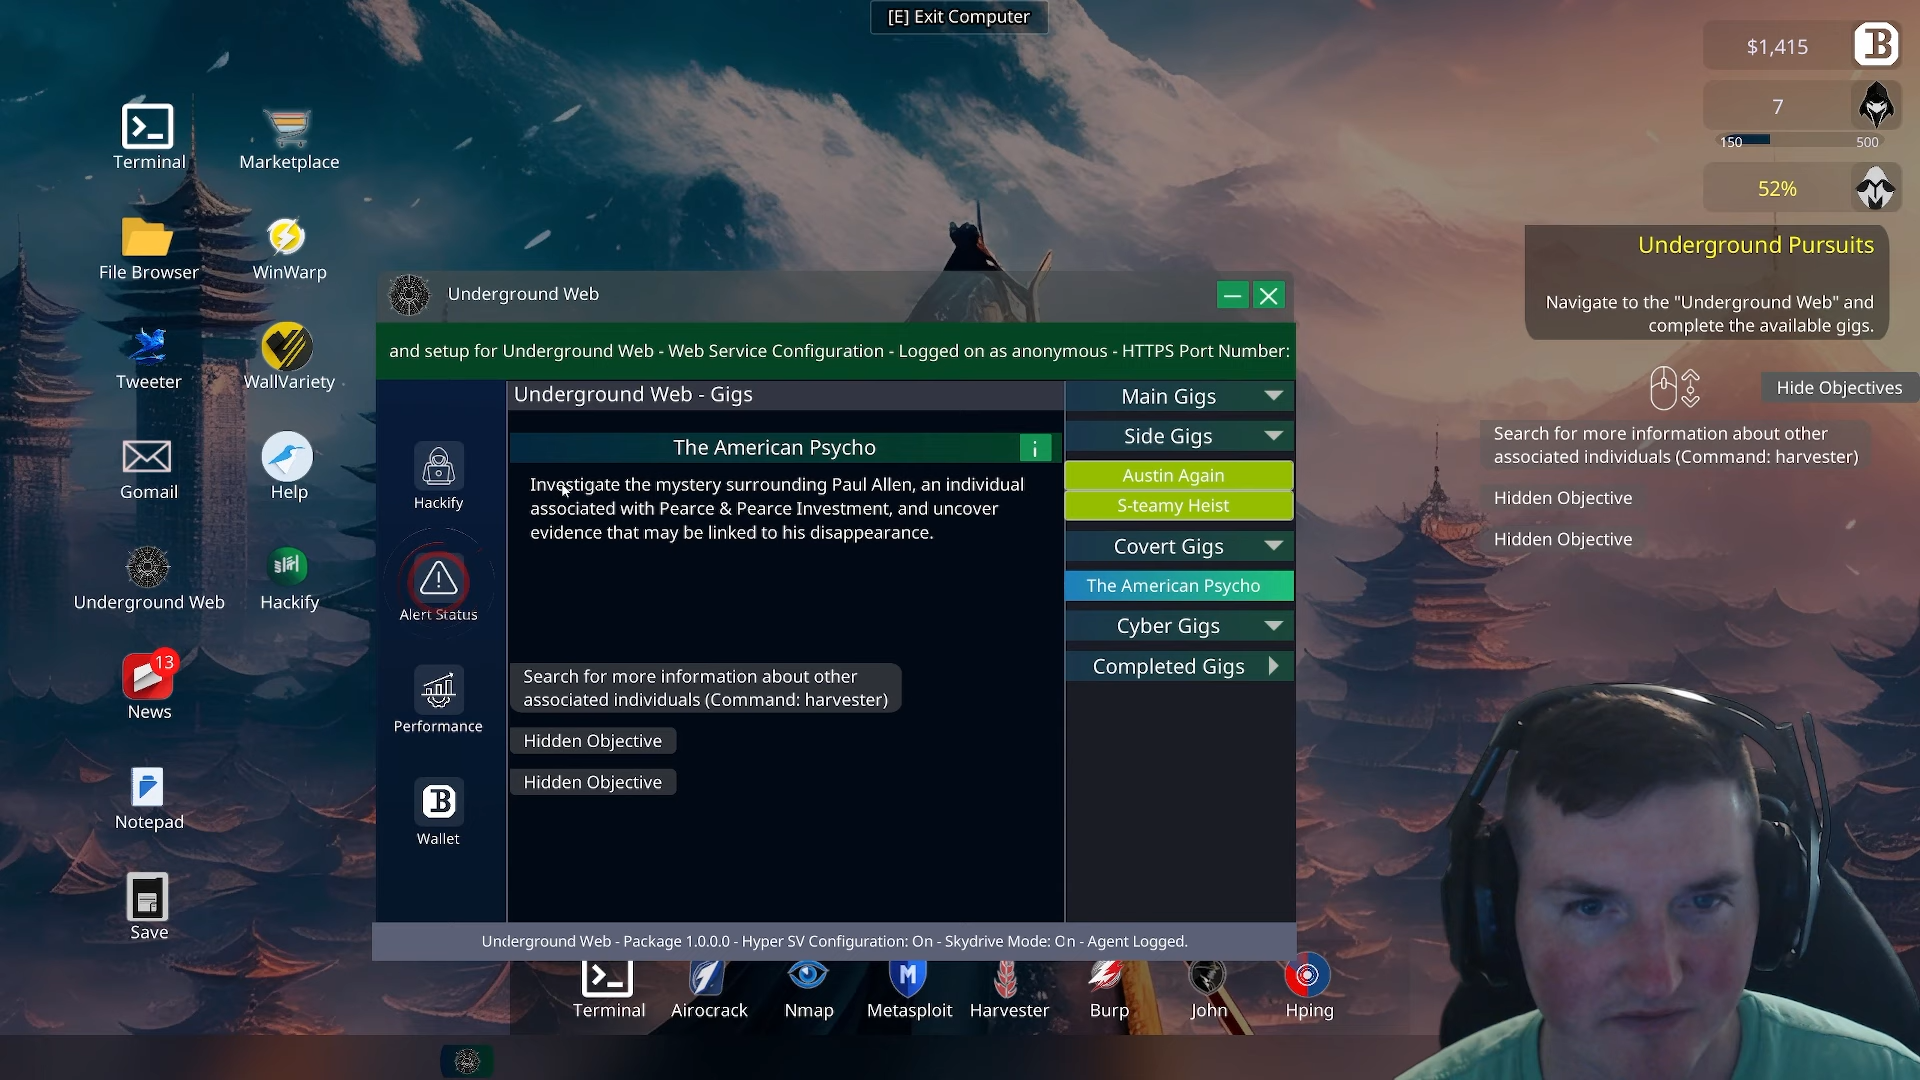 [E] Exit Computer
$1,415
7
150
500
52%
Underground Pursuits
Navigate to the "Underground Web" and
complete the available gigs.
Hide Objectives
Search for more information about other
associated individuals (Command: harvester)
Hidden Objective
Hidden Objective
Terminal
Marketplace
File Browser
WinWarp
Tweeter
WallVariety
Gomail
Help
Underground Web
Hackify
13
News
Notepad
Save
Underground Web
and setup for Underground Web - Web Service Configuration - Logged on as anonymous - HTTPS Port Number:
Hackify
Alert Status
Performance
Wallet
Underground Web - Gigs
The American Psycho
i
Investigate the mystery surrounding Paul Allen, an individual
associated with Pearce & Pearce Investment, and uncover
evidence that may be linked to his disappearance.
Search for more information about other
associated individuals (Command: harvester)
Hidden Objective
Hidden Objective
Main Gigs
Side Gigs
Austin Again
S-teamy Heist
Covert Gigs
The American Psycho
Cyber Gigs
Completed Gigs
Underground Web - Package 1.0.0.0 - Hyper SV Configuration: On - Skydrive Mode: On - Agent Logged.
Terminal
Airocrack
Nmap
Metasploit
Harvester
Burp
John
Hping